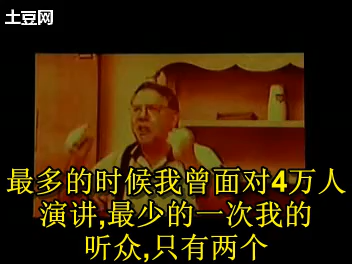 土豆网
最多的时候我曾面对4万人
演讲,最少的一次我的
听众,只有两个